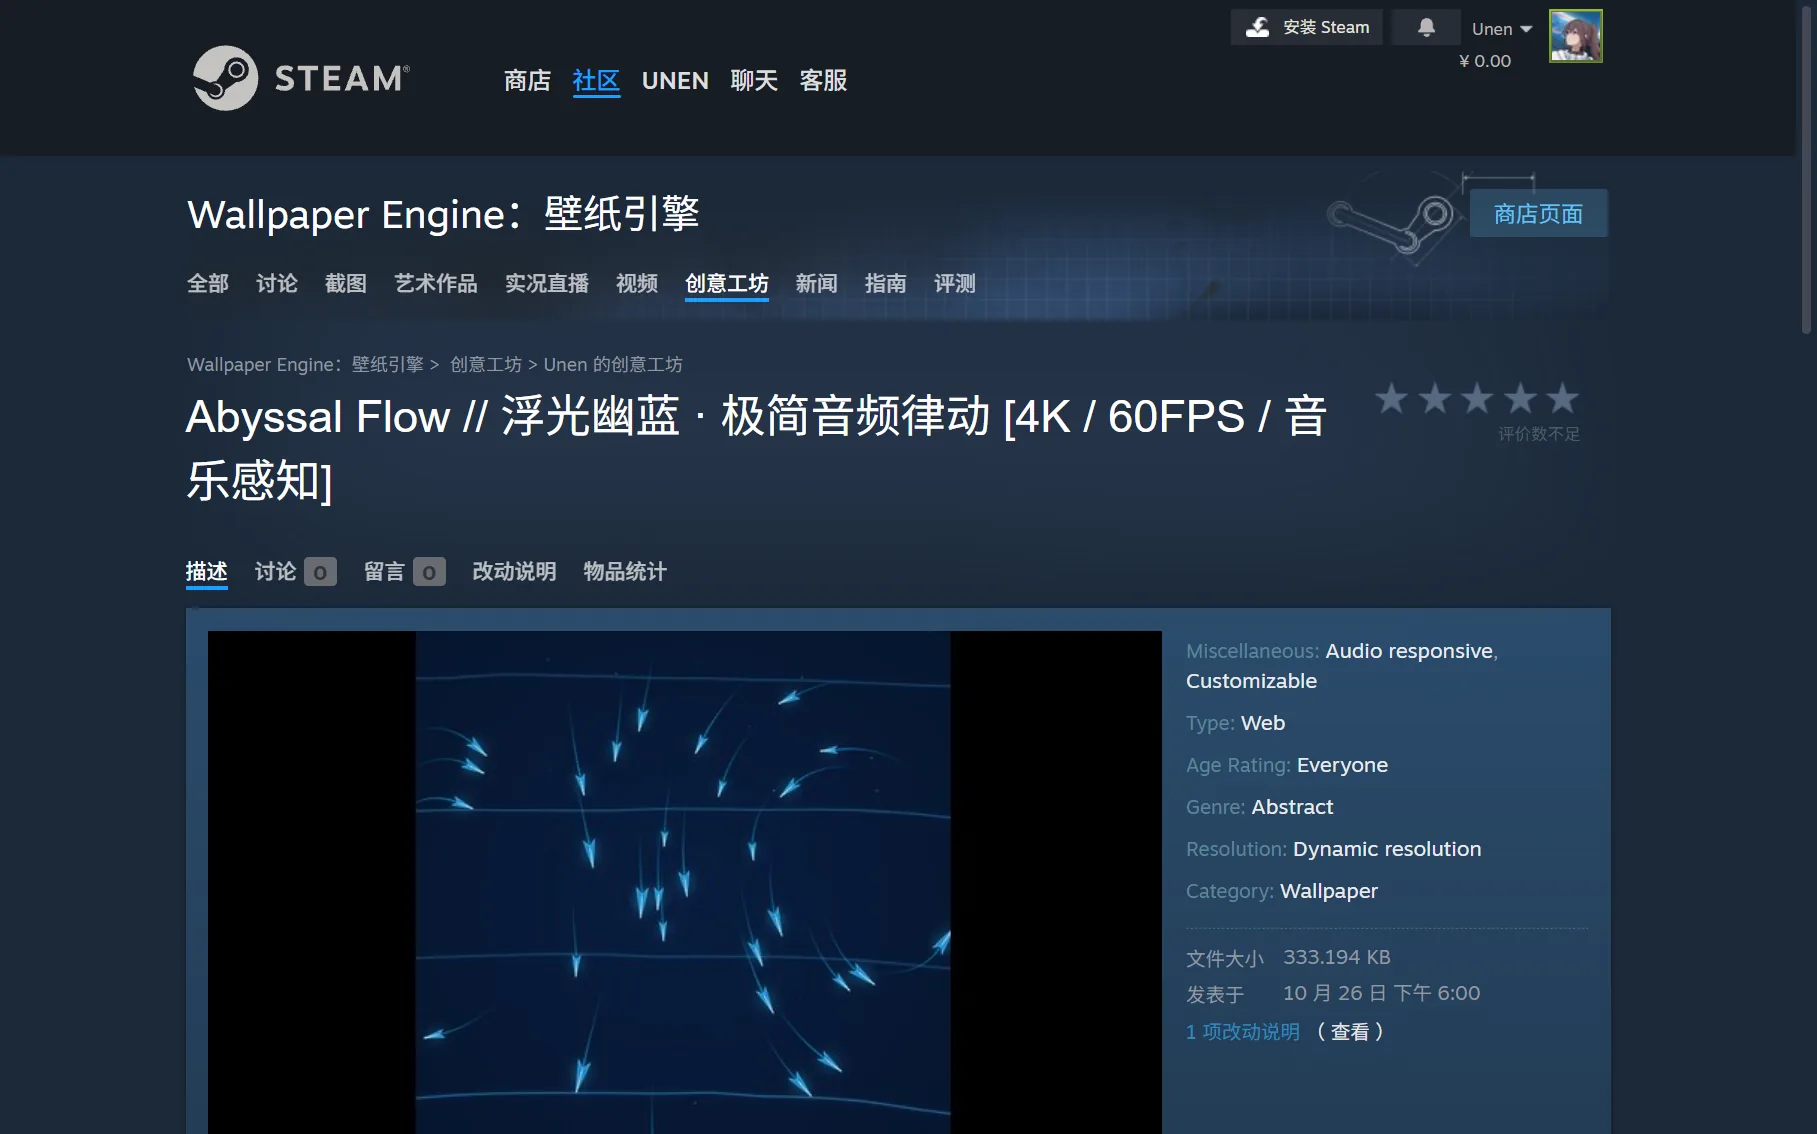 安装 Steam
Unen
¥ 0.00
STEAM®
商店 社区 UNEN 聊天 客服
Wallpaper Engine：壁纸引擎
商店页面
全部 讨论 截图 艺术作品 实况直播 视频 创意工坊 新闻 指南 评测
Wallpaper Engine：壁纸引擎 > 创意工坊 > Unen 的创意工坊
Abyssal Flow // 浮光幽蓝 · 极简音频律动 [4K / 60FPS / 音
乐感知]
评价数不足
描述 讨论 0 留言 0 改动说明 物品统计
Miscellaneous: Audio responsive,
Customizable
Type: Web
Age Rating: Everyone
Genre: Abstract
Resolution: Dynamic resolution
Category: Wallpaper
文件大小 333.194 KB
发表于 10 月 26 日 下午 6:00
1 项改动说明 （ 查看 ）